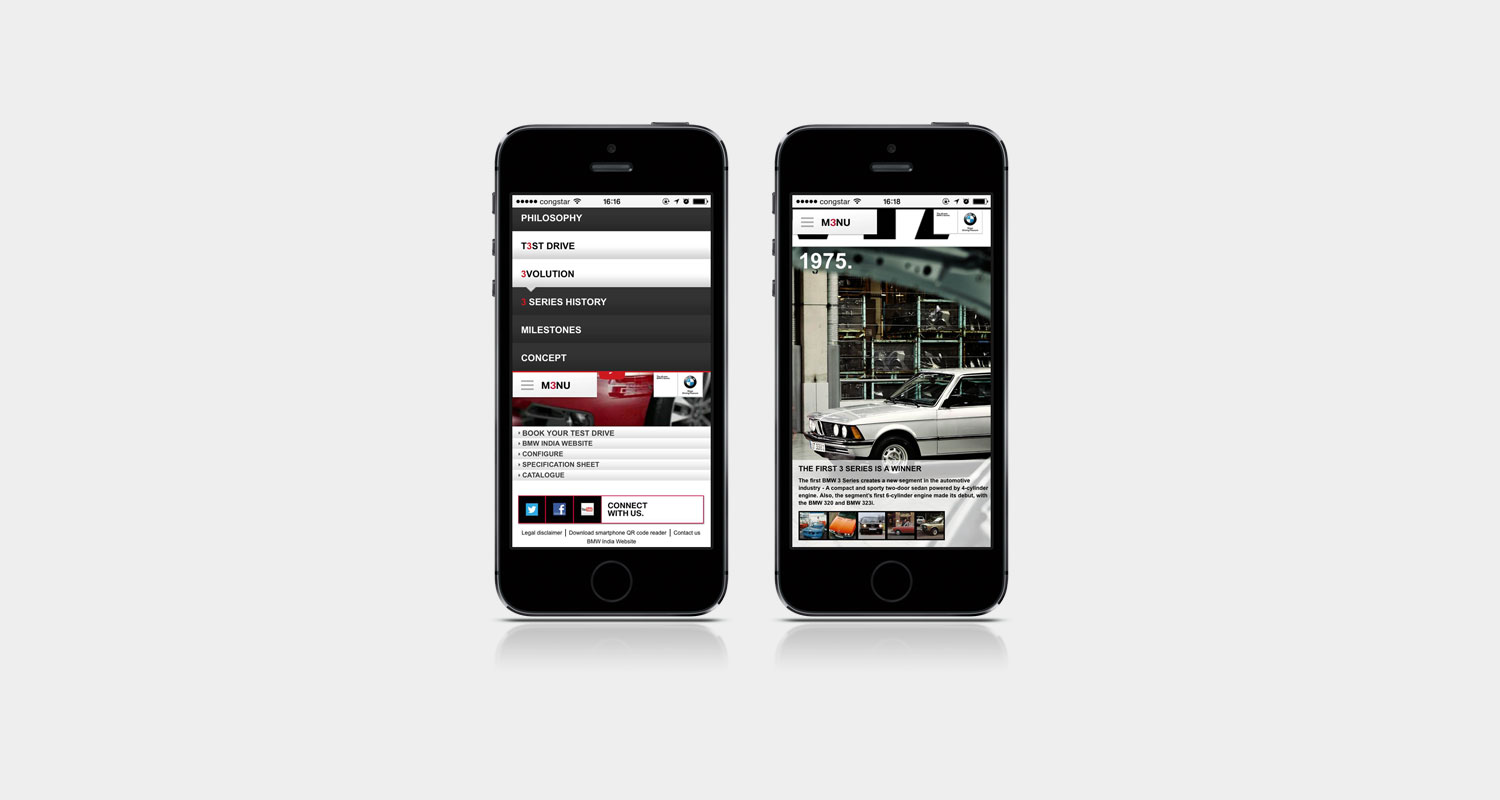 congstar
16:16
PHILOSOPHY
T3ST DRIVE
3VOLUTION
3 SERIES HISTORY
MILESTONES
CONCEPT
M3NU
BOOK YOUR TEST DRIVE
BMW INDIA WEBSITE
CONFIGURE
SPECIFICATION SHEET
CATALOGUE
CONNECT
WITH US.
Legal disclaimer | Download smartphone QR code reader | Contact us
BMW India Website
congstar
16:18
M3NU
1975.
THE FIRST 3 SERIES IS A WINNER
The first BMW 3 Series creates a new segment in the automotive
industry - A compact and sporty two-door sedan powered by 4-cylinder
engine. Also, the segment's first 6-cylinder engine made its debut, with
the BMW 320 and BMW 323i.